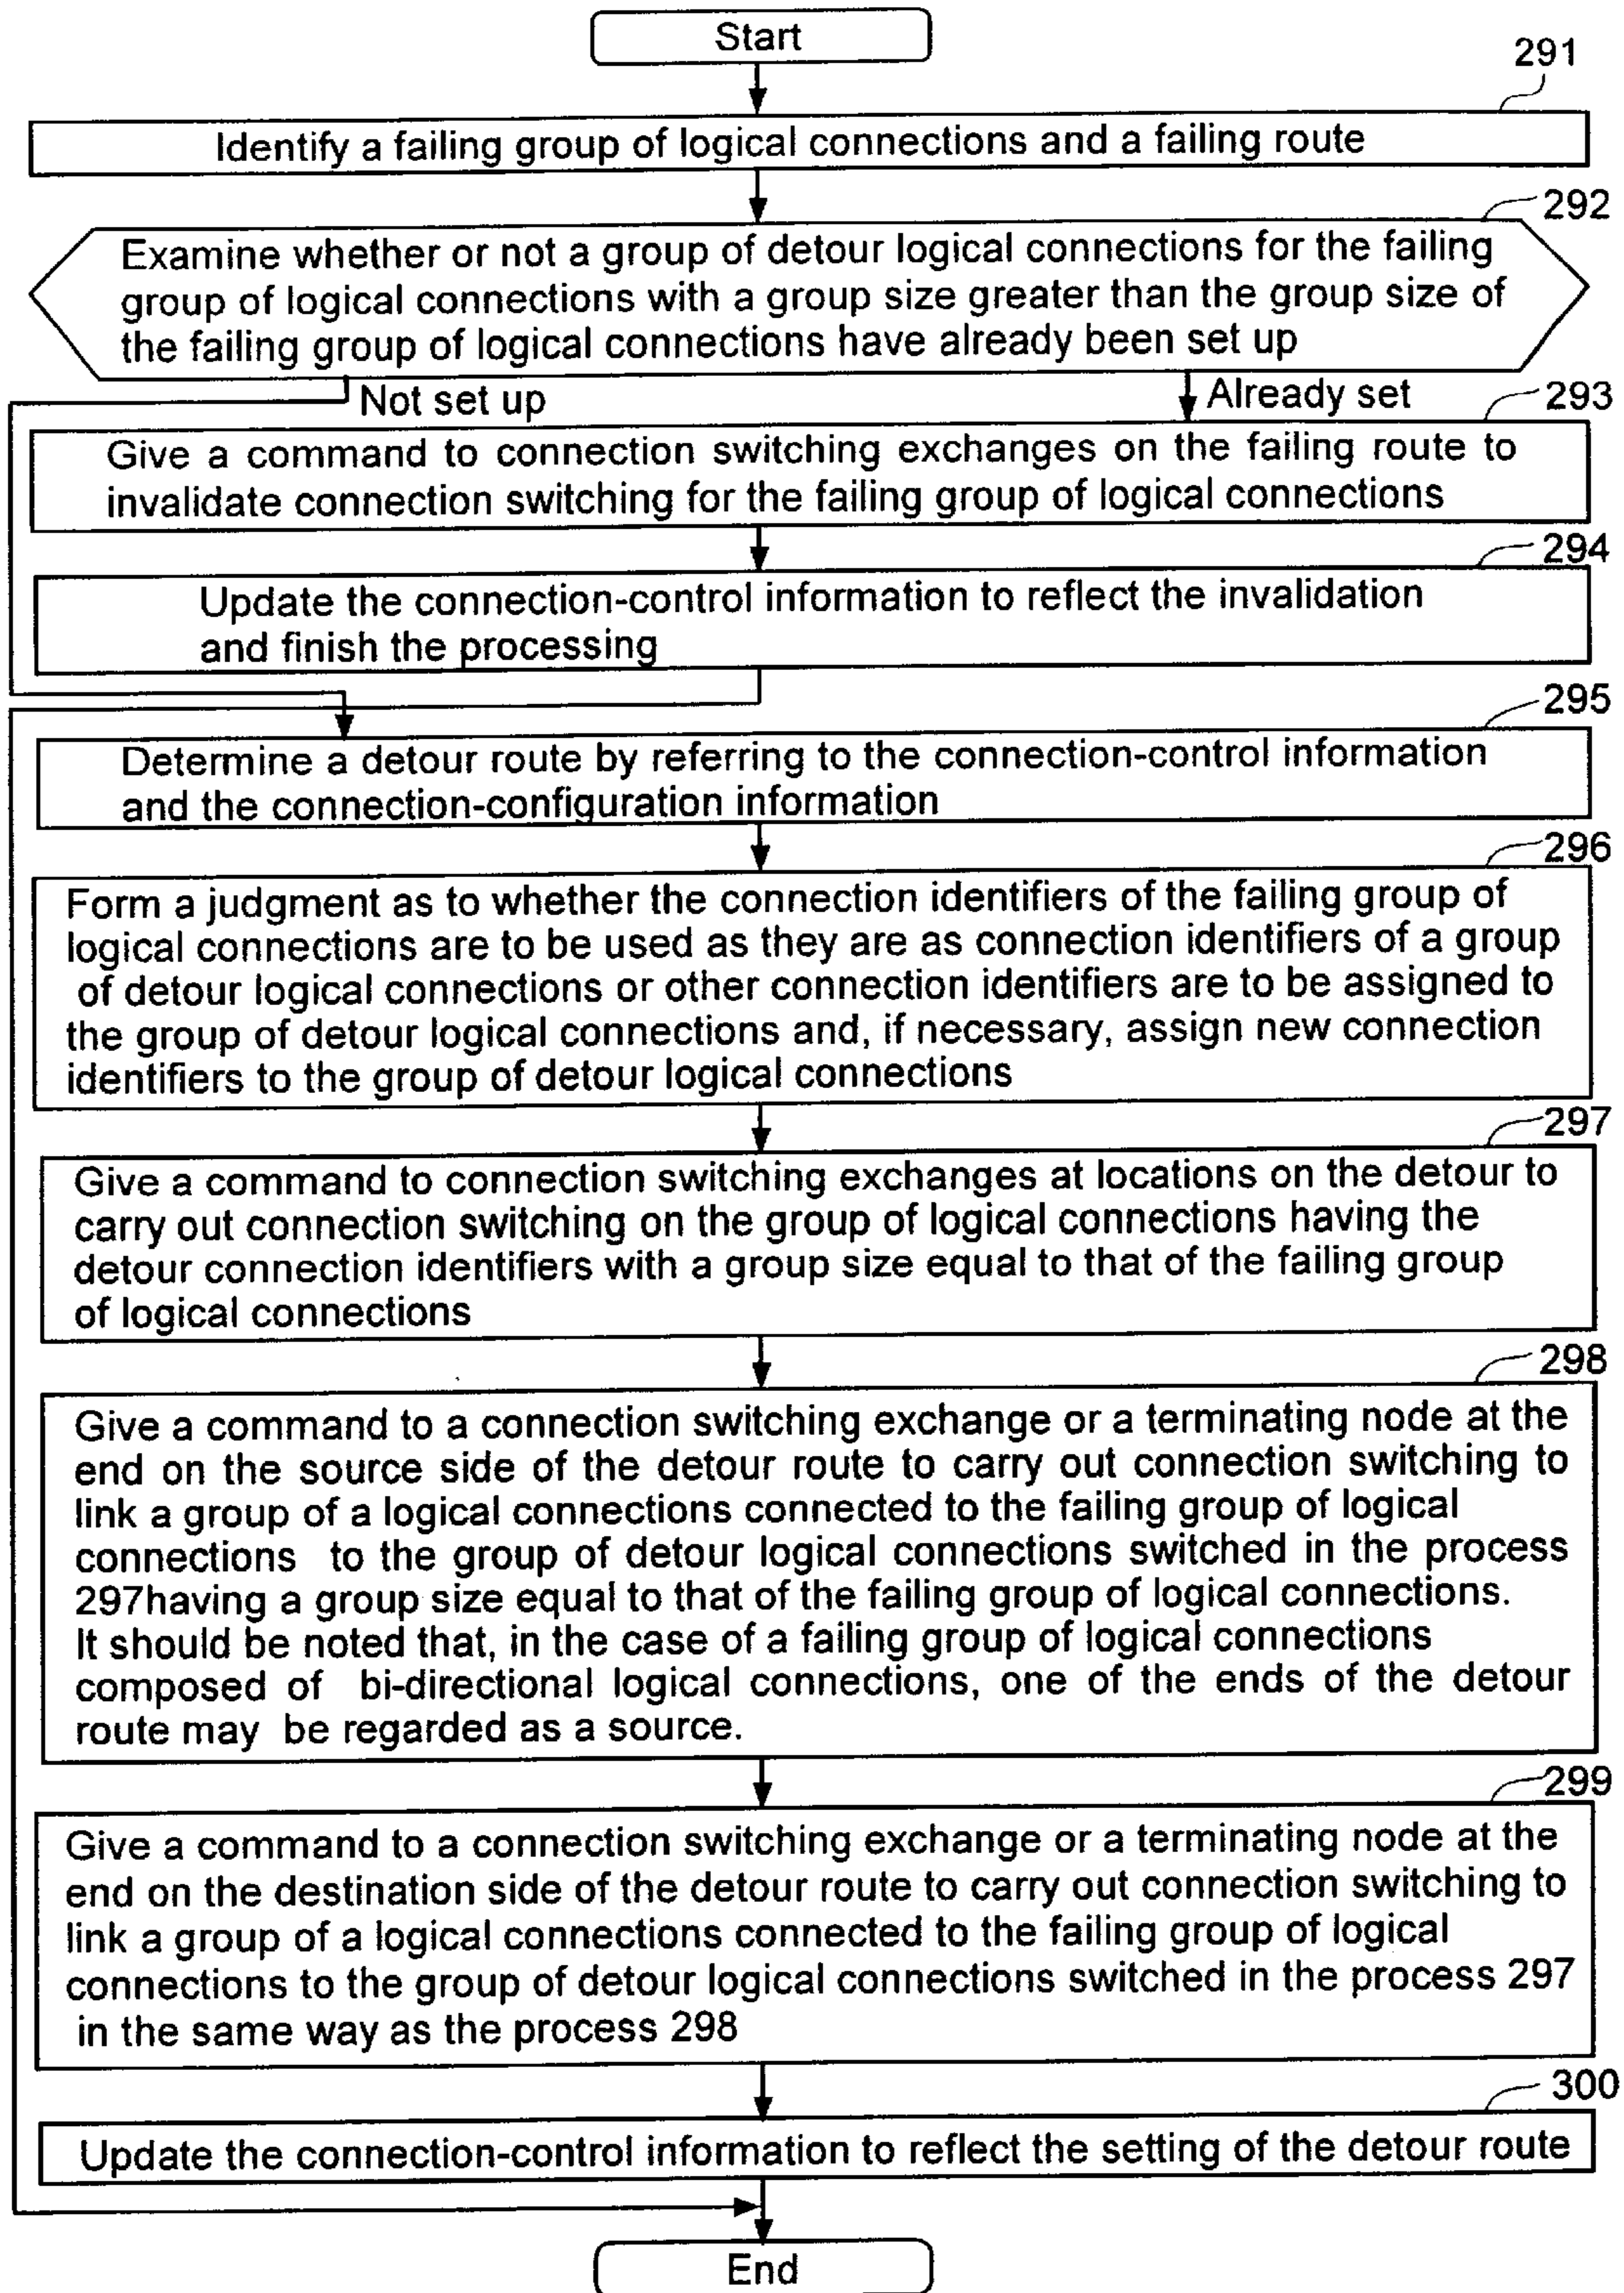 Start
291
Identify a failing group of logical connections and a failing route
292
Examine whether or not a group of detour logical connections for the failing
group of logical connections with a group size greater than the group size of
the failing group of logical connections have already been set up
Not set up
Already set
293
Give a command to connection switching exchanges on the failing route to
invalidate connection switching for the failing group of logical connections
294
Update the connection-control information to reflect the invalidation
and finish the processing
295
Determine a detour route by referring to the connection-control information
and the connection-configuration information
296
Form a judgment as to whether the connection identifiers of the failing group of
logical connections are to be used as they are as connection identifiers of a group
of detour logical connections or other connection identifiers are to be assigned to
the group of detour logical connections and, if necessary, assign new connection
identifiers to the group of detour logical connections
297
Give a command to connection switching exchanges at locations on the detour to
carry out connection switching on the group of logical connections having the
detour connection identifiers with a group size equal to that of the failing group
of logical connections
298
Give a command to a connection switching exchange or a terminating node at the
end on the source side of the detour route to carry out connection switching to
link a group of a logical connections connected to the failing group of logical
connections to the group of detour logical connections switched in the process
297having a group size equal to that of the failing group of logical connections.
It should be noted that, in the case of a failing group of logical connections
composed of bi-directional logical connections, one of the ends of the detour
route may be regarded as a source.
299
Give a command to a connection switching exchange or a terminating node at the
end on the destination side of the detour route to carry out connection switching to
link a group of a logical connections connected to the failing group of logical
connections to the group of detour logical connections switched in the process 297
in the same way as the process 298
300
Update the connection-control information to reflect the setting of the detour route
End